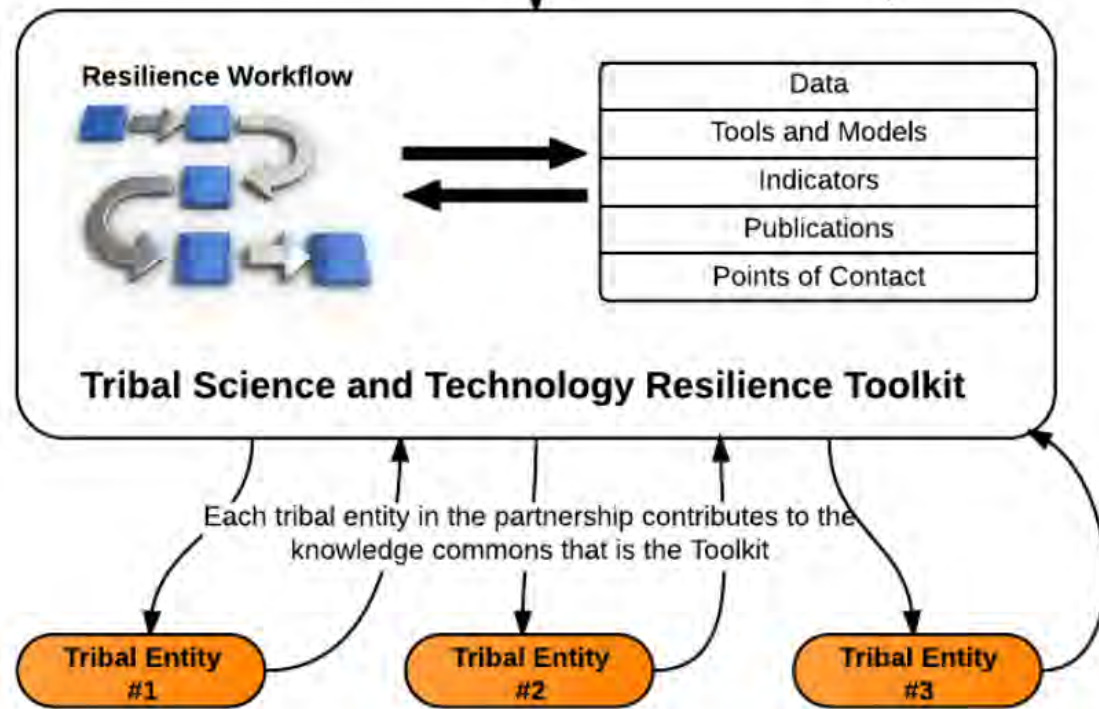 Resilience Workflow
Data
Tools and Models
Indicators
Publications
Points of Contact
Tribal Science and Technology Resilience Toolkit
Each tribal entity in the partnership contributes to the
knowledge commons that is the Toolkit
Tribal Entity
#1
Tribal Entity
#2
Tribal Entity
#3